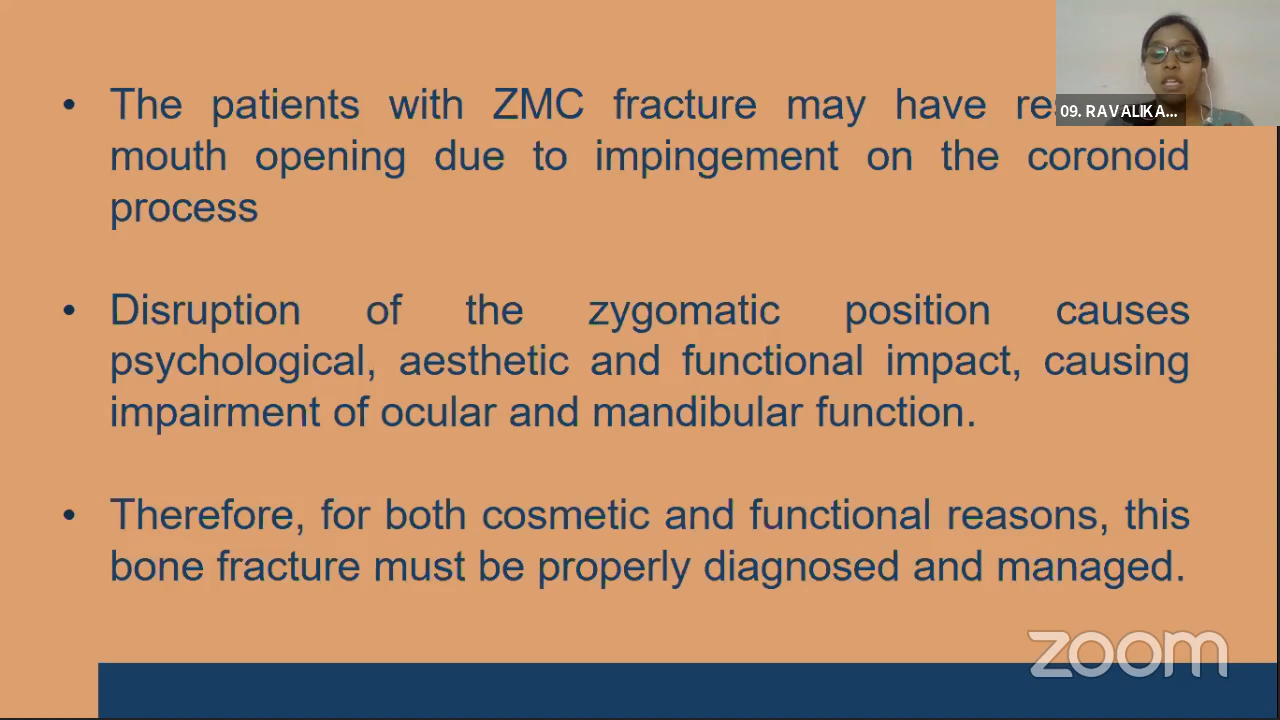 • The patients with ZMC fracture may have
mouth opening due to impingement on the coronoid
process
• Disruption of the zygomatic position causes
psychological, aesthetic and functional impact, causing
impairment of ocular and mandibular function.
• Therefore, for both cosmetic and functional reasons, this
bone fracture must be properly diagnosed and managed.
09. RAVALIKA...
zoom